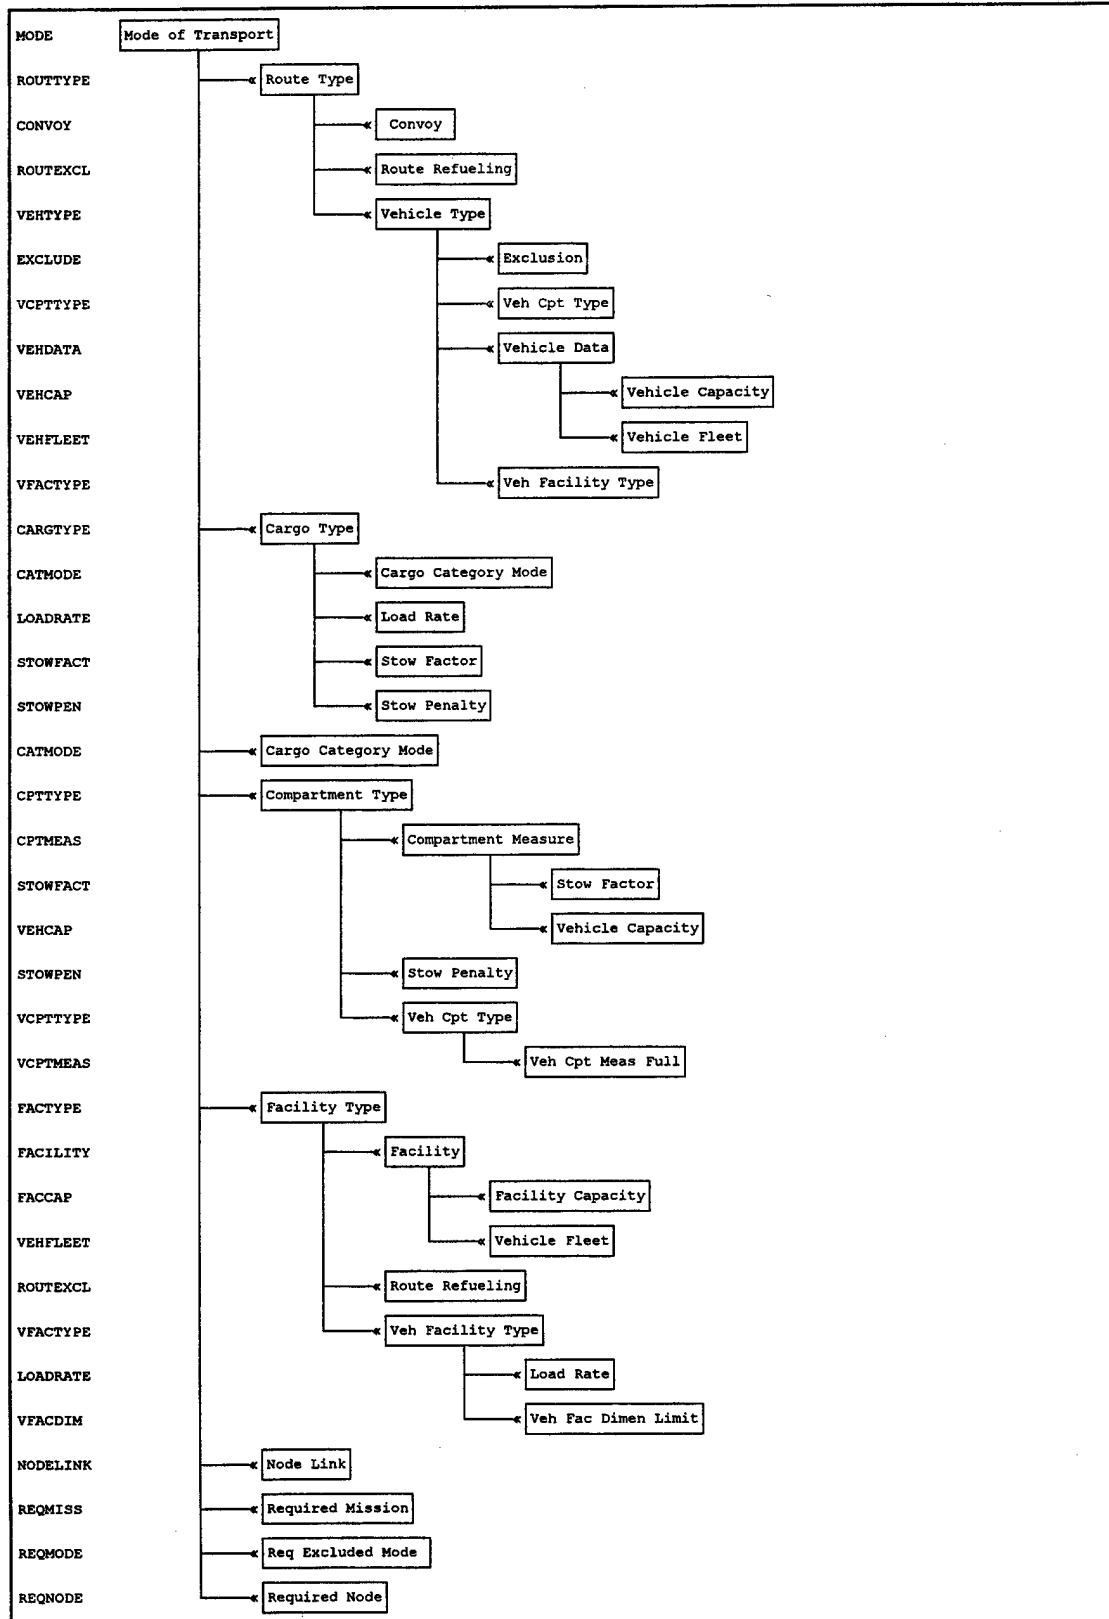 MODE Mode of Transport
ROUTTYPE Route Type
CONVOY Convoy
ROUTEXCL Route Refueling
VEHTYPE Vehicle Type
EXCLUDE Exclusion
VCPTTYPE Veh Cpt Type
VEHDATA Vehicle Data
VEHCAP Vehicle Capacity
VEHFLEET Vehicle Fleet
VFACTYPE Veh Facility Type
CARGTYPE Cargo Type
CATMODE Cargo Category Mode
LOADRATE Load Rate
STOWFACT Stow Factor
STOWPEN Stow Penalty
CATMODE Cargo Category Mode
CPTTYPE Compartment Type
CPTMEAS Compartment Measure
STOWFACT Stow Factor
VEHCAP Vehicle Capacity
STOWPEN Stow Penalty
VCPTTYPE Veh Cpt Type
VCPTMEAS Veh Cpt Meas Full
FACTYPE Facility Type
FACILITY Facility
FACCAP Facility Capacity
VEHFLEET Vehicle Fleet
ROUTEXCL Route Refueling
VFACTYPE Veh Facility Type
LOADRATE Load Rate
VFACDIM Veh Fac Dimen Limit
NODELINK Node Link
REQMISS Required Mission
REQMODE Req Excluded Mode
REQNODE Required Node